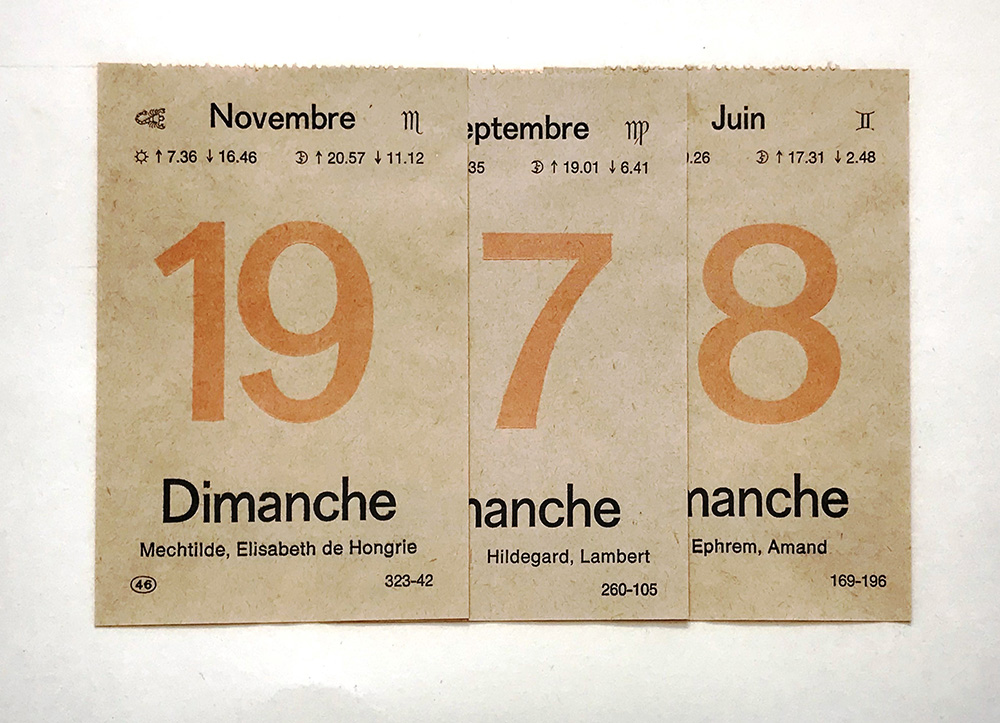 Novembre ♏
↑ 7.36 ↓ 16.46 ↑ 20.57 ↓ 11.12
19
Dimanche
Mechtilde, Elisabeth de Hongrie
46 323-42
eptembre ♍
35 ↑ 19.01 ↓ 6.41
7
manche
Hildegard, Lambert
260-105
Juin ♊
.26 ↑ 17.31 ↓ 2.48
8
manche
Ephrem, Amand
169-196